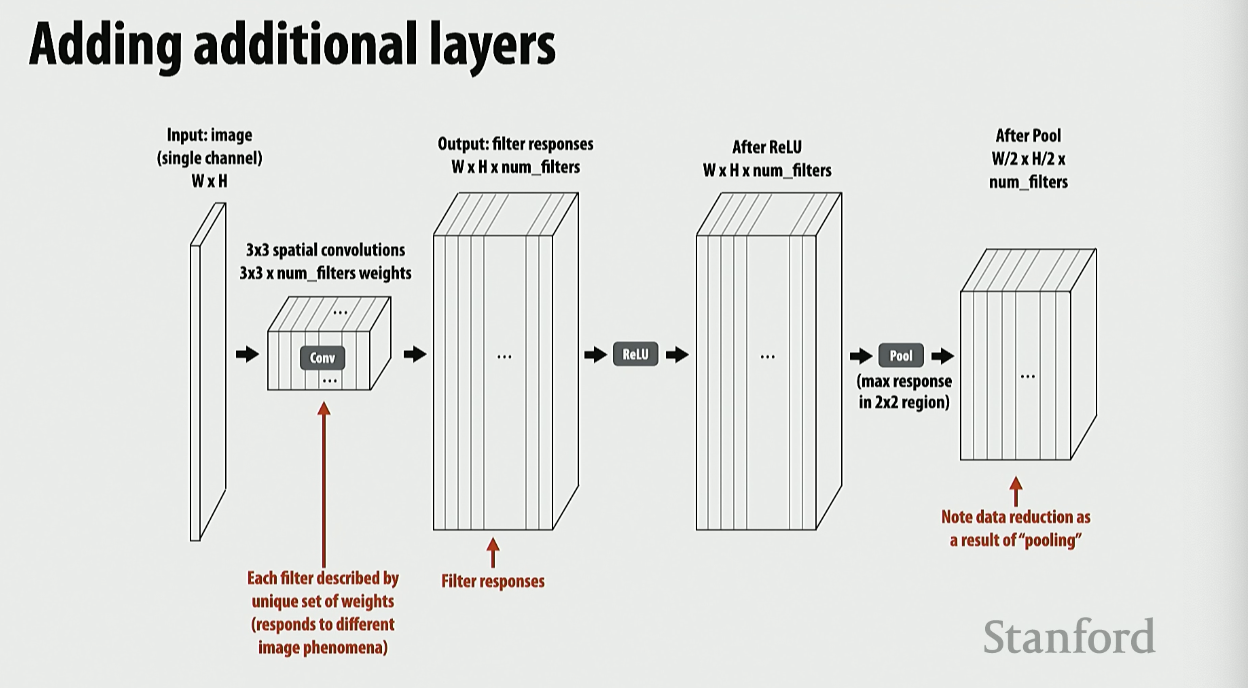 Adding additional layers
Input: image
(single channel)
W x H
3x3 spatial convolutions
3x3 x num_filters weights
...
Conv
...
Each filter described by
unique set of weights
(responds to different
image phenomena)
Output: filter responses
W x H x num_filters
...
Filter responses
ReLU
After ReLU
W x H x num_filters
...
Pool
(max response
in 2x2 region)
After Pool
W/2 x H/2 x
num_filters
...
Note data reduction as
a result of “pooling”
Stanford